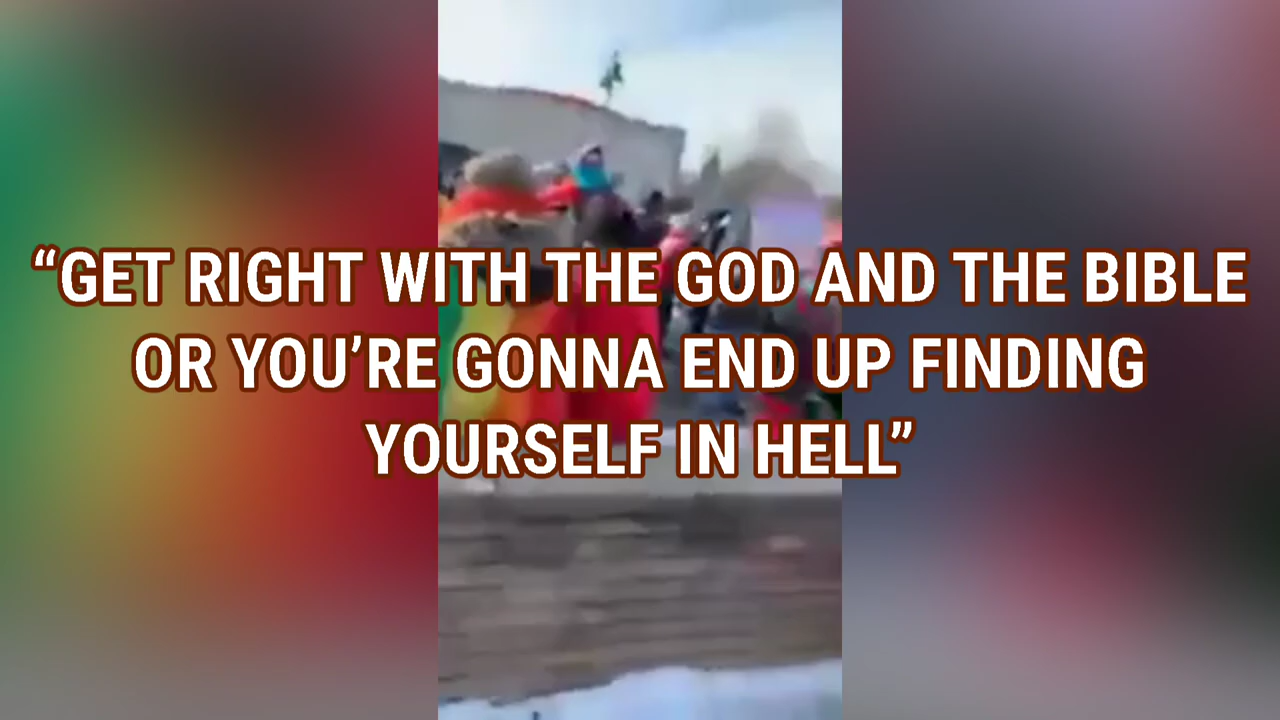 “GET RIGHT WITH THE GOD AND THE BIBLE
OR YOU’RE GONNA END UP FINDING
YOURSELF IN HELL”